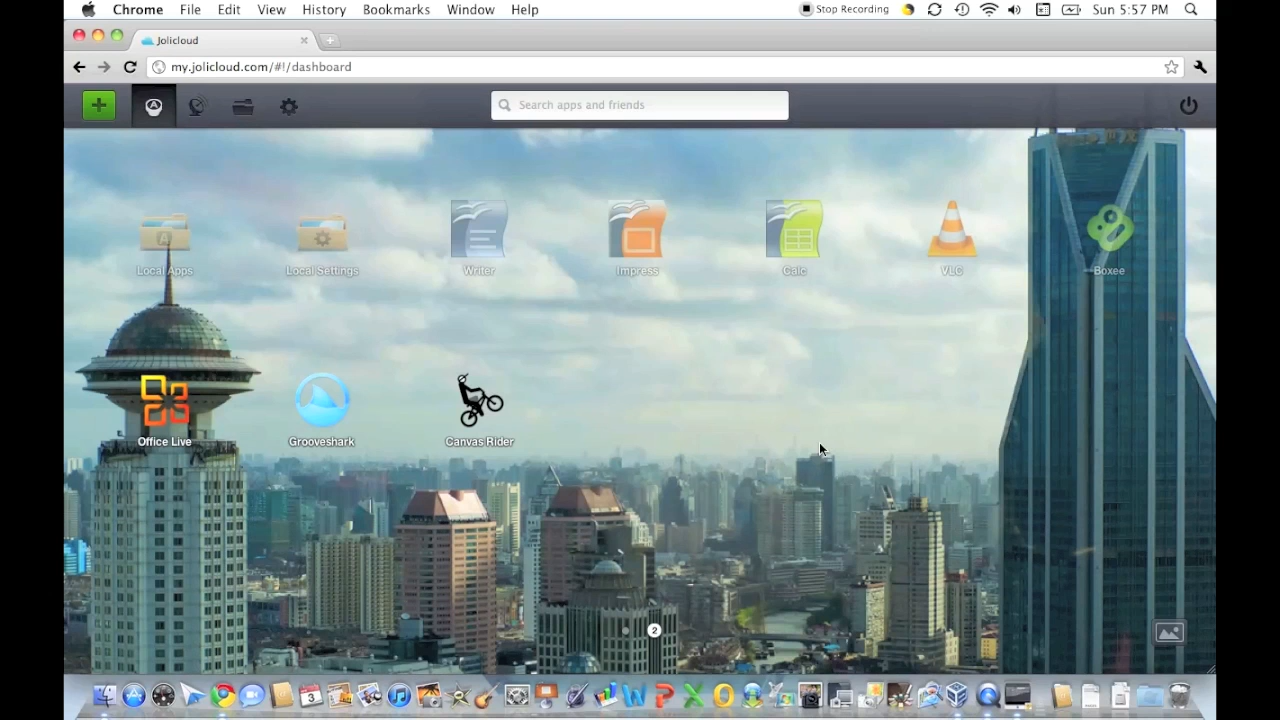 Chrome File Edit View History Bookmarks Window Help Stop Recording Sun 5:57 PM
Jolicloud
my.jolicloud.com/#!/dashboard
Search apps and friends
Local Apps Local Settings Writer Impress Calc VLC Boxee
Office Live Grooveshark Canvas Rider
2
3